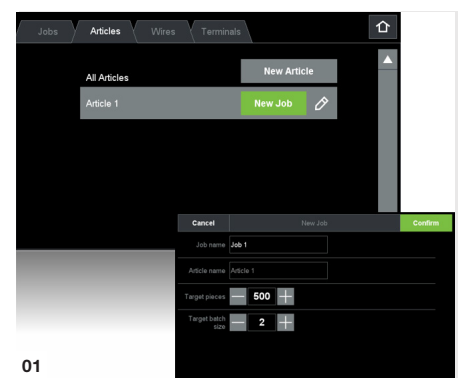 Jobs Articles Wires Terminals
All Articles New Article
Article 1 New Job
Cancel New Job Confirm
Job name Job 1
Article name Article 1
Target pieces 500
Target batch
size 2
01